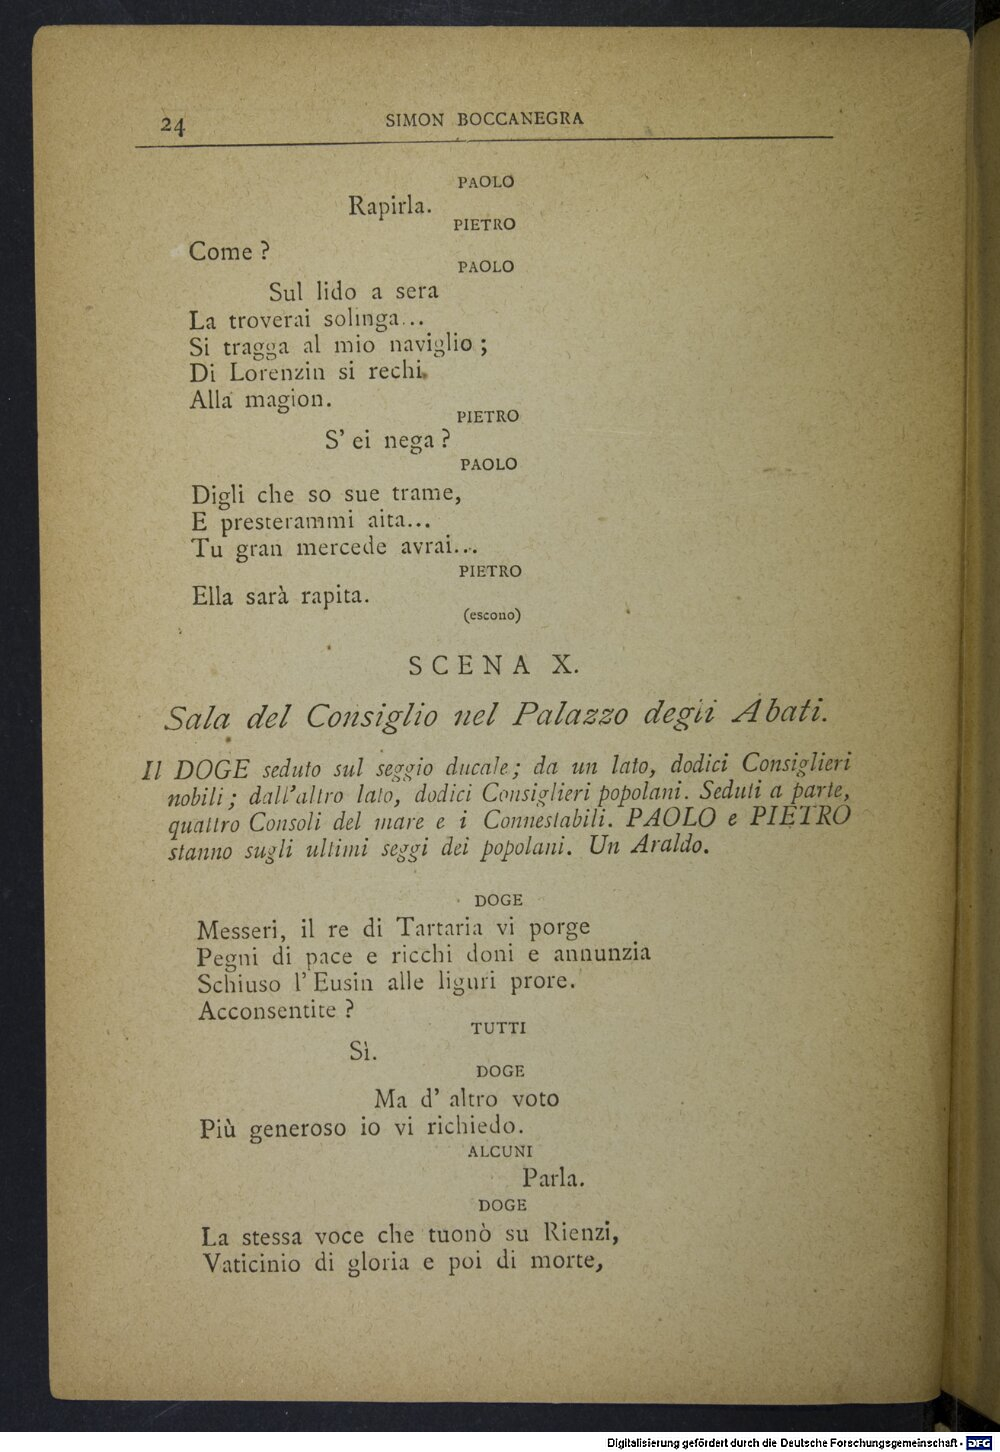 24
SIMON BOCCANEGRA
PAOLO
Rapirla.
PIETRO
Come ?
PAOLO
Sul lido a sera
La troverai solinga...
Si tragga al mio naviglio ;
Di Lorenzin si rechi
Alla magion.
PIETRO
S' ei nega ?
PAOLO
Digli che so sue trame,
E presterammi aita...
Tu gran mercede avrai...
PIETRO
Ella sarà rapita.
(escono)
SCENA X.
Sala del Consiglio nel Palazzo degli Abati.
Il DOGE seduto sul seggio ducale ; da un lato, dodici Consiglieri
nobili ; dall'altro lato, dodici Consiglieri popolani. Seduti a parte,
quattro Consoli del mare e i Connestabili. PAOLO e PIETRO
stanno sugli ultimi seggi dei popolani. Un Araldo.
DOGE
Messeri, il re di Tartaria vi porge
Pegni di pace e ricchi doni e annunzia
Schiuso l'Eusin alle liguri prore.
Acconsentite ?
TUTTI
Sì.
DOGE
Ma d' altro voto
Più generoso io vi richiedo.
ALCUNI
Parla.
DOGE
La stessa voce che tuonò su Rienzi,
Vaticinio di gloria e poi di morte,
Digitalisierung gefördert durch die Deutsche Forschungsgemeinschaft - DFG